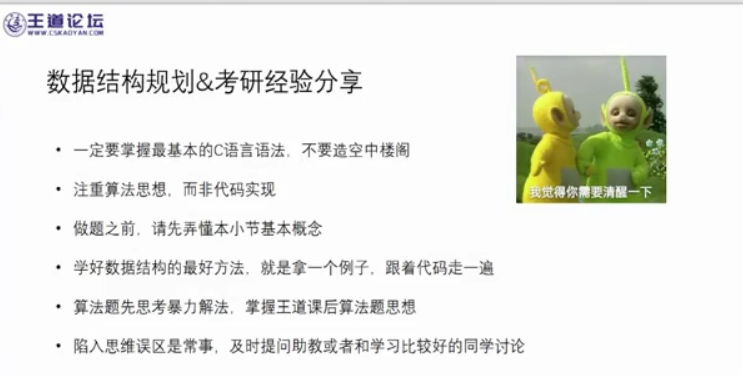 王道论坛
WWW.CSKAOYAN.COM
数据结构规划&考研经验分享
• 一定要掌握最基本的C语言语法，不要造空中楼阁
• 注重算法思想，而非代码实现
• 做题之前，请先弄懂本小节基本概念
• 学好数据结构的最好方法，就是拿一个例子，跟着代码走一遍
• 算法题先思考暴力解法，掌握王道课后算法题思想
• 陷入思维误区是常事，及时提问助教或者和学习比较好的同学讨论
我觉得你需要清醒一下